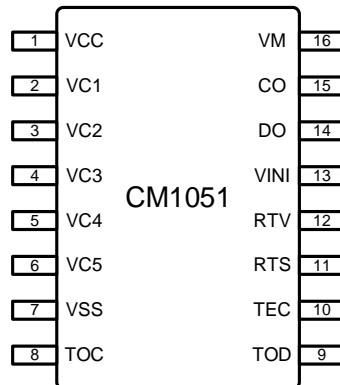 1 VCC VM 16
2 VC1 CO 15
3 VC2 DO 14
4 VC3 VINI 13
CM1051
5 VC4 RTV 12
6 VC5 RTS 11
7 VSS TEC 10
8 TOC TOD 9